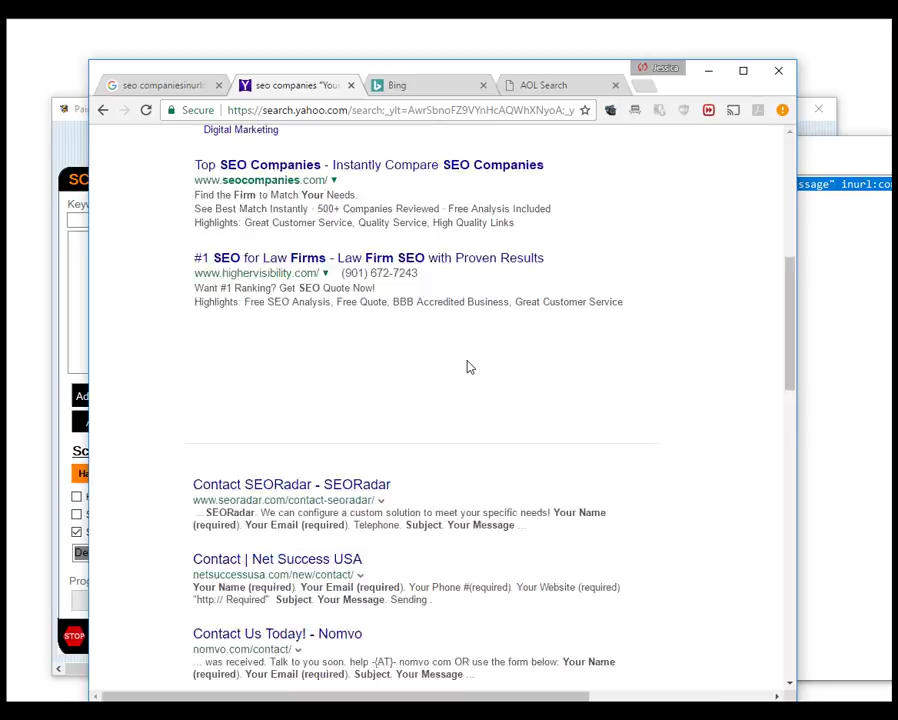 Jessica
seo companiesinurl:
seo companies "You
Bing
AOL Search
Secure
https://search.yahoo.com/search;_ylt=AwrSbnoFZ9VYnHcAQWhXNyoA;_y
Digital Marketing
Top SEO Companies - Instantly Compare SEO Companies
www.seocompanies.com/
Find the Firm to Match Your Needs.
See Best Match Instantly · 500+ Companies Reviewed · Free Analysis Included
Highlights: Great Customer Service, Quality Service, High Quality Links
#1 SEO for Law Firms - Law Firm SEO with Proven Results
www.highervisibility.com/ (901) 672-7243
Want #1 Ranking? Get SEO Quote Now!
Highlights: Free SEO Analysis, Free Quote, BBB Accredited Business, Great Customer Service
Contact SEORadar - SEORadar
www.seoradar.com/contact-seoradar/
... SEORadar. We can configure a custom solution to meet your specific needs! Your Name
(required). Your Email (required). Telephone. Subject. Your Message ...
Contact | Net Success USA
netsuccessusa.com/new/contact/
Your Name (required). Your Email (required). Your Phone #(required). Your Website (required)
"http:// Required" Subject. Your Message. Sending .
Contact Us Today! - Nomvo
nomvo.com/contact/
... was received. Talk to you soon. help -{AT}- nomvo com OR use the form below: Your Name
(required). Your Email (required). Subject. Your Message ...
ssage" inurl:co
STOP